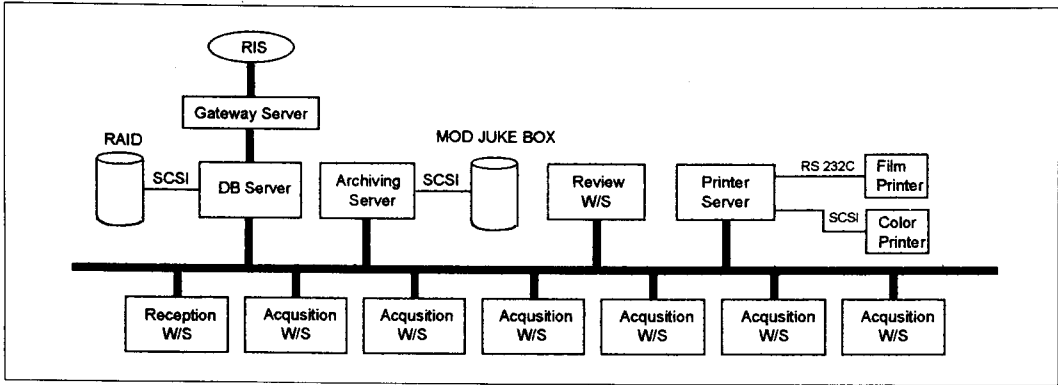 RIS
Gateway Server
RAID
MOD JUKE BOX
SCSI
DB Server
Archiving
Server
SCSI
Review
W/S
Printer
Server
RS 232C
Film
Printer
SCSI
Color
Printer
Reception
W/S
Acqusition
W/S
Acqusition
W/S
Acqusition
W/S
Acqusition
W/S
Acqusition
W/S
Acqusition
W/S